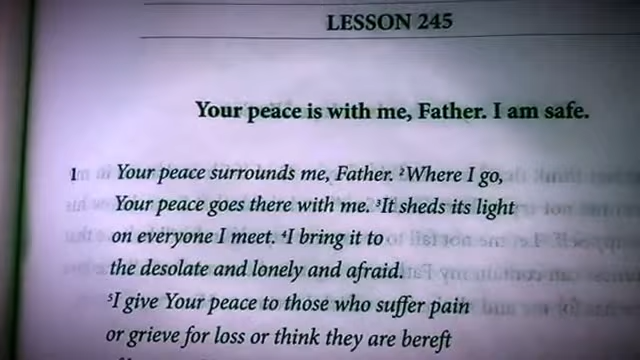 LESSON 245
Your peace is with me, Father. I am safe.
1 Your peace surrounds me, Father. ²Where I go,
Your peace goes there with me. ³It sheds its light
on everyone I meet. ⁴I bring it to
the desolate and lonely and afraid.
⁵I give Your peace to those who suffer pain
or grieve for loss or think they are bereft